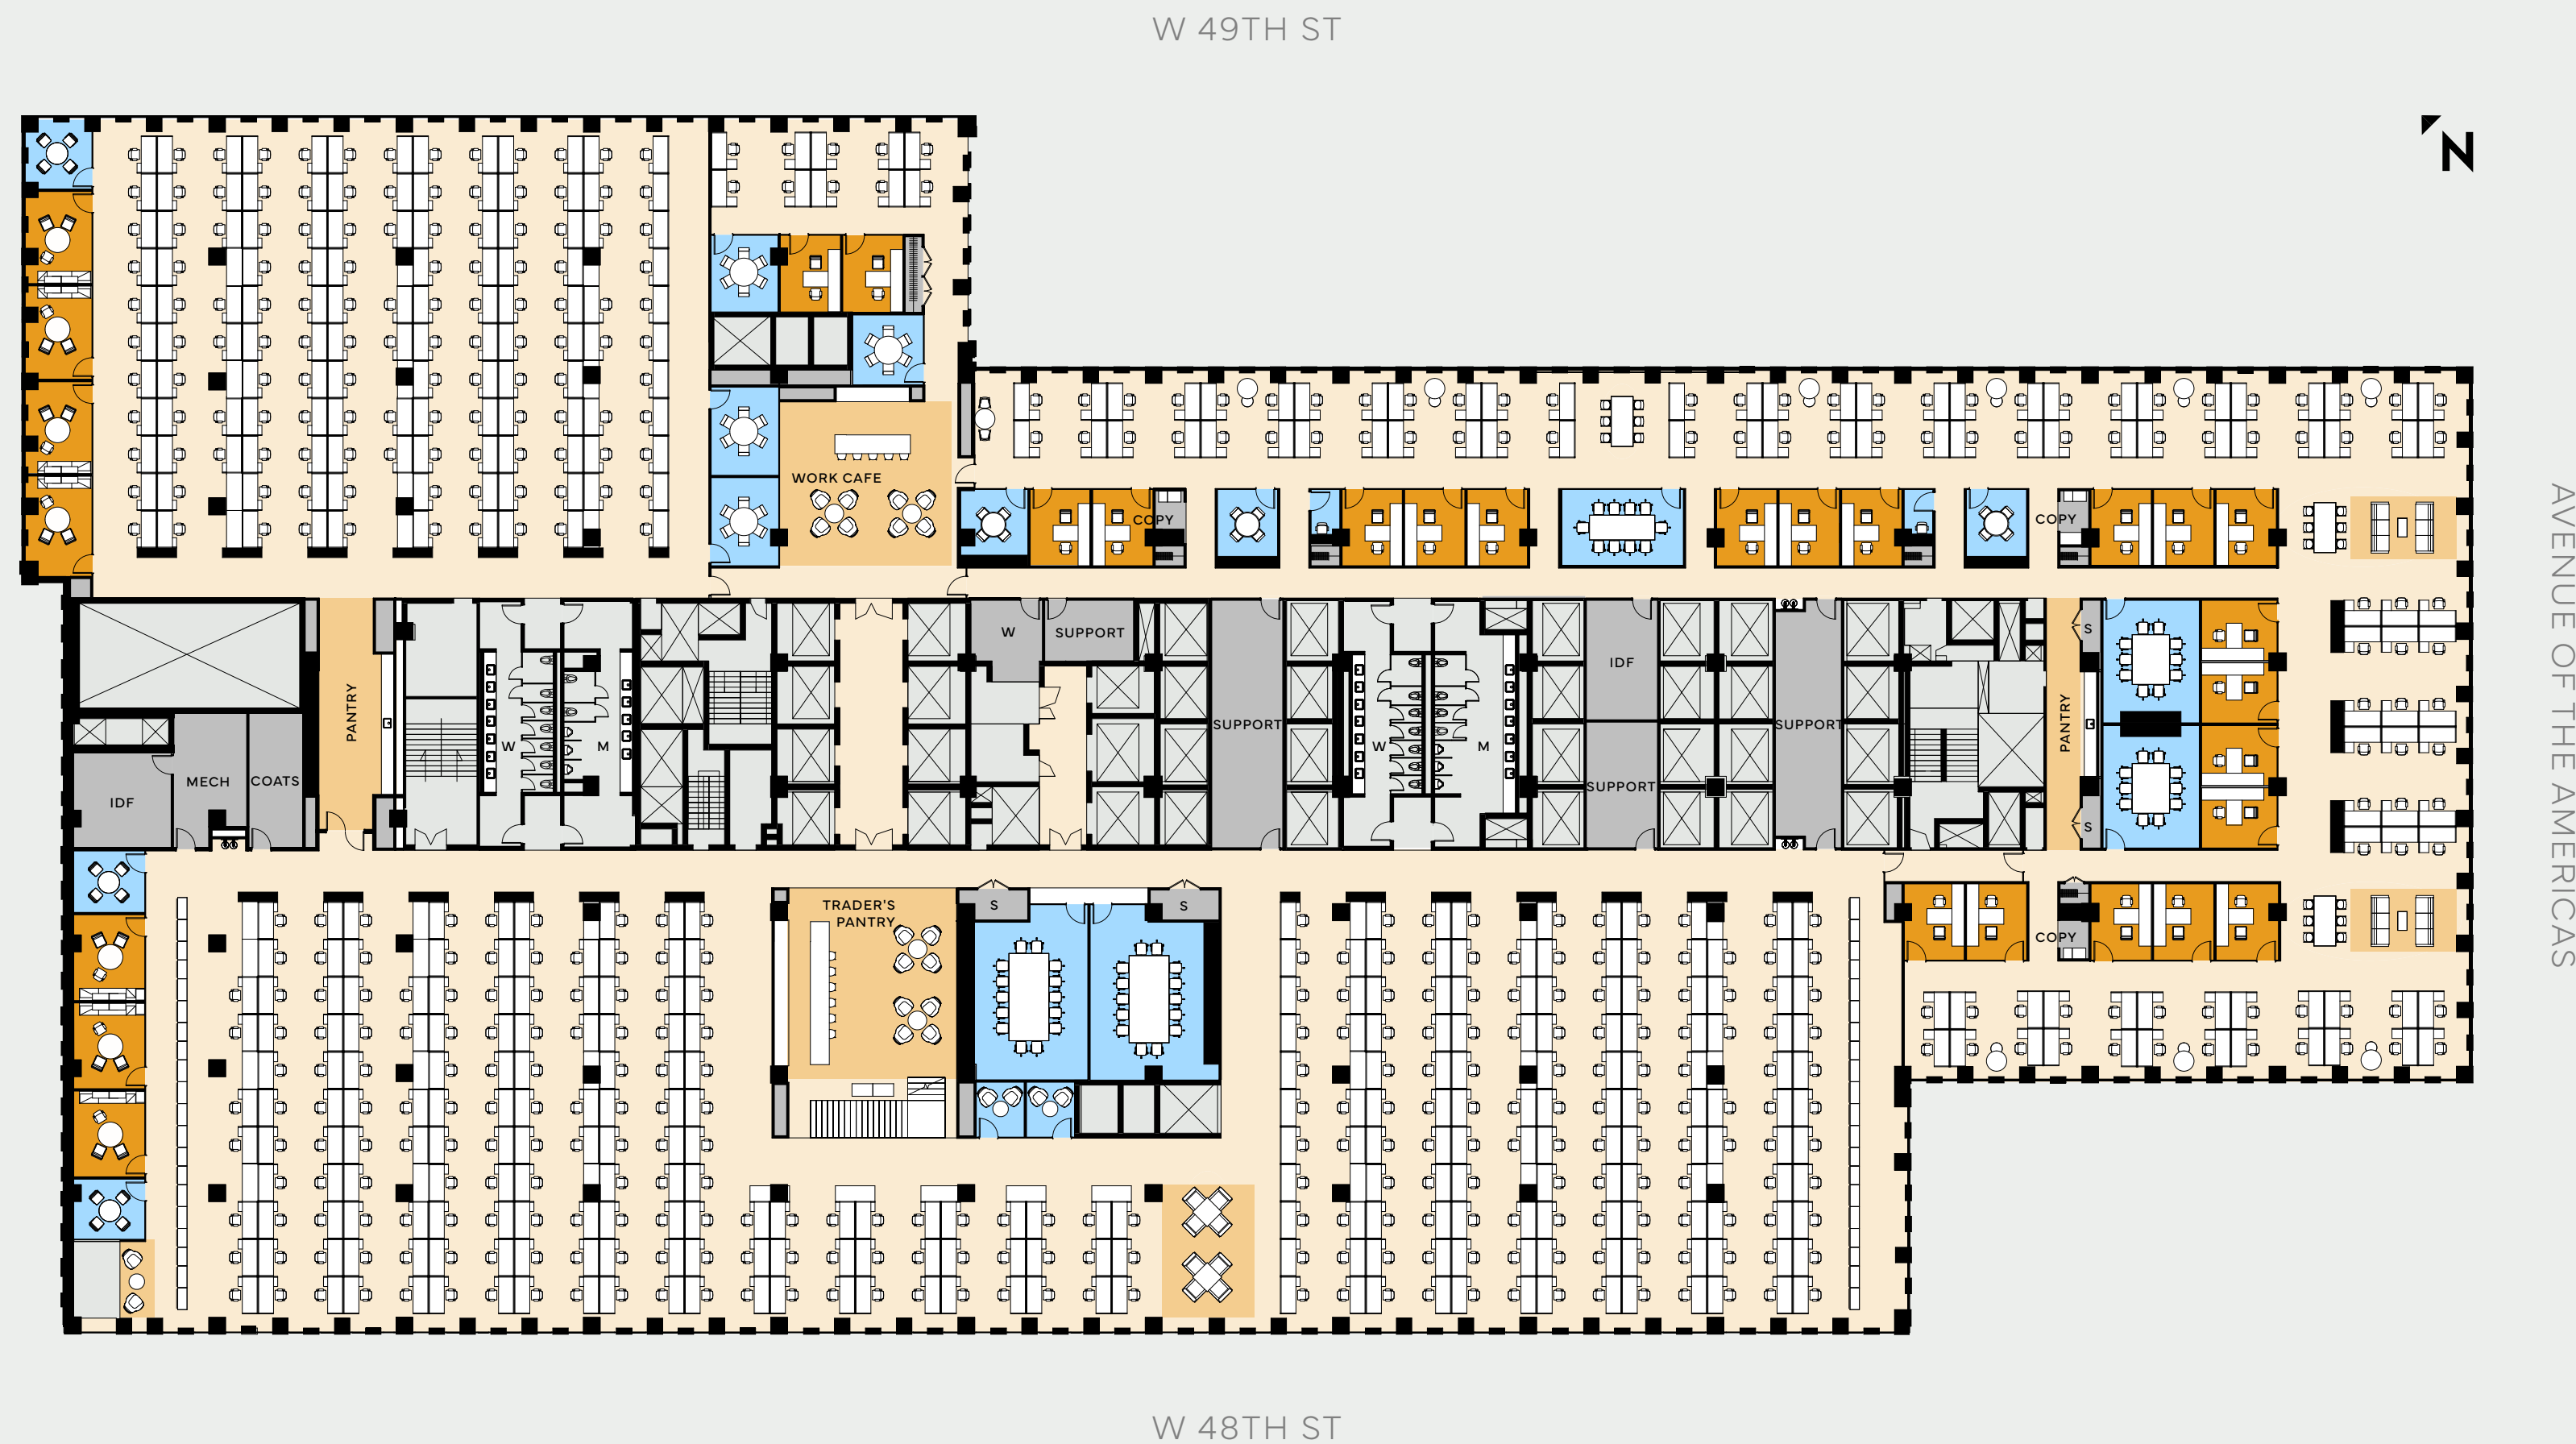 W 49TH ST
N
WORK CAFE
COPY
COPY
AVENUE OF THE AMERICAS
W
SUPPORT
S
IDF
PANTRY
SUPPORT
SUPPORT
PANTRY
W
M
W
M
MECH
COATS
IDF
SUPPORT
S
TRADER'S
PANTRY
S
S
COPY
W 48TH ST